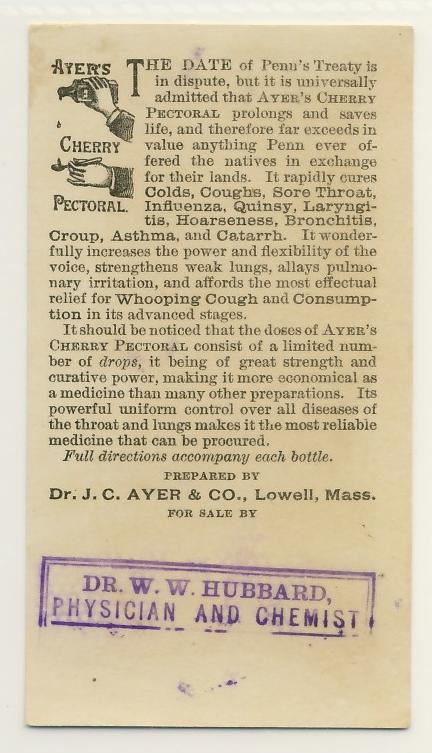 AYER'S
CHERRY
PECTORAL.
THE DATE of Penn's Treaty is
in dispute, but it is universally
admitted that AYER'S CHERRY
PECTORAL prolongs and saves
life, and therefore far exceeds in
value anything Penn ever of-
fered the natives in exchange
for their lands. It rapidly cures
Colds, Coughs, Sore Throat,
Influenza, Quinsy, Laryngi-
tis, Hoarseness, Bronchitis,
Croup, Asthma, and Catarrh. It wonder-
fully increases the power and flexibility of the
voice, strengthens weak lungs, allays pulmo-
nary irritation, and affords the most effectual
relief for Whooping Cough and Consump-
tion in its advanced stages.
It should be noticed that the doses of AYER'S
CHERRY PECTORAL consist of a limited num-
ber of drops, it being of great strength and
curative power, making it more economical as
a medicine than many other preparations. Its
powerful uniform control over all diseases of
the throat and lungs makes it the most reliable
medicine that can be procured.
Full directions accompany each bottle.
PREPARED BY
Dr. J. C. AYER & CO., Lowell, Mass.
FOR SALE BY
DR. W. W. HUBBARD,
PHYSICIAN AND CHEMIST